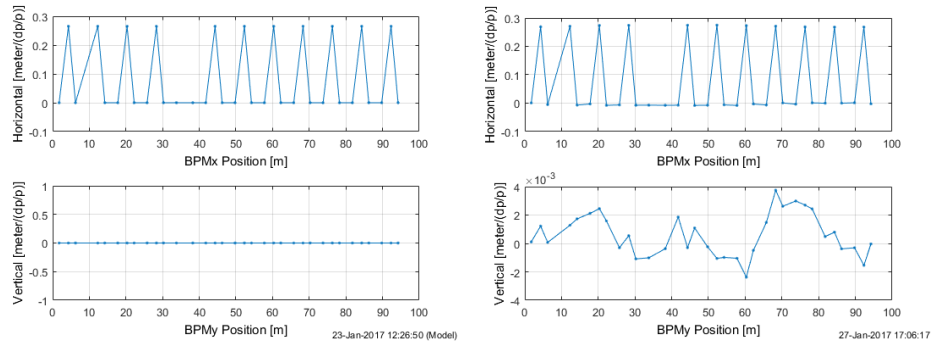 0.3
0.2
0.1
0
-0.1
Horizontal [meter/(dp/p)]
0 10 20 30 40 50 60 70 80 90 100
BPMx Position [m]
0.3
0.2
0.1
0
-0.1
Horizontal [meter/(dp/p)]
0 10 20 30 40 50 60 70 80 90 100
BPMx Position [m]
1
0.5
0
-0.5
-1
Vertical [meter/(dp/p)]
0 10 20 30 40 50 60 70 80 90 100
BPMy Position [m]
23-Jan-2017 12:26:50 (Model)
× 10⁻³
4
2
0
-2
-4
Vertical [meter/(dp/p)]
0 10 20 30 40 50 60 70 80 90 100
BPMy Position [m]
27-Jan-2017 17:06:17